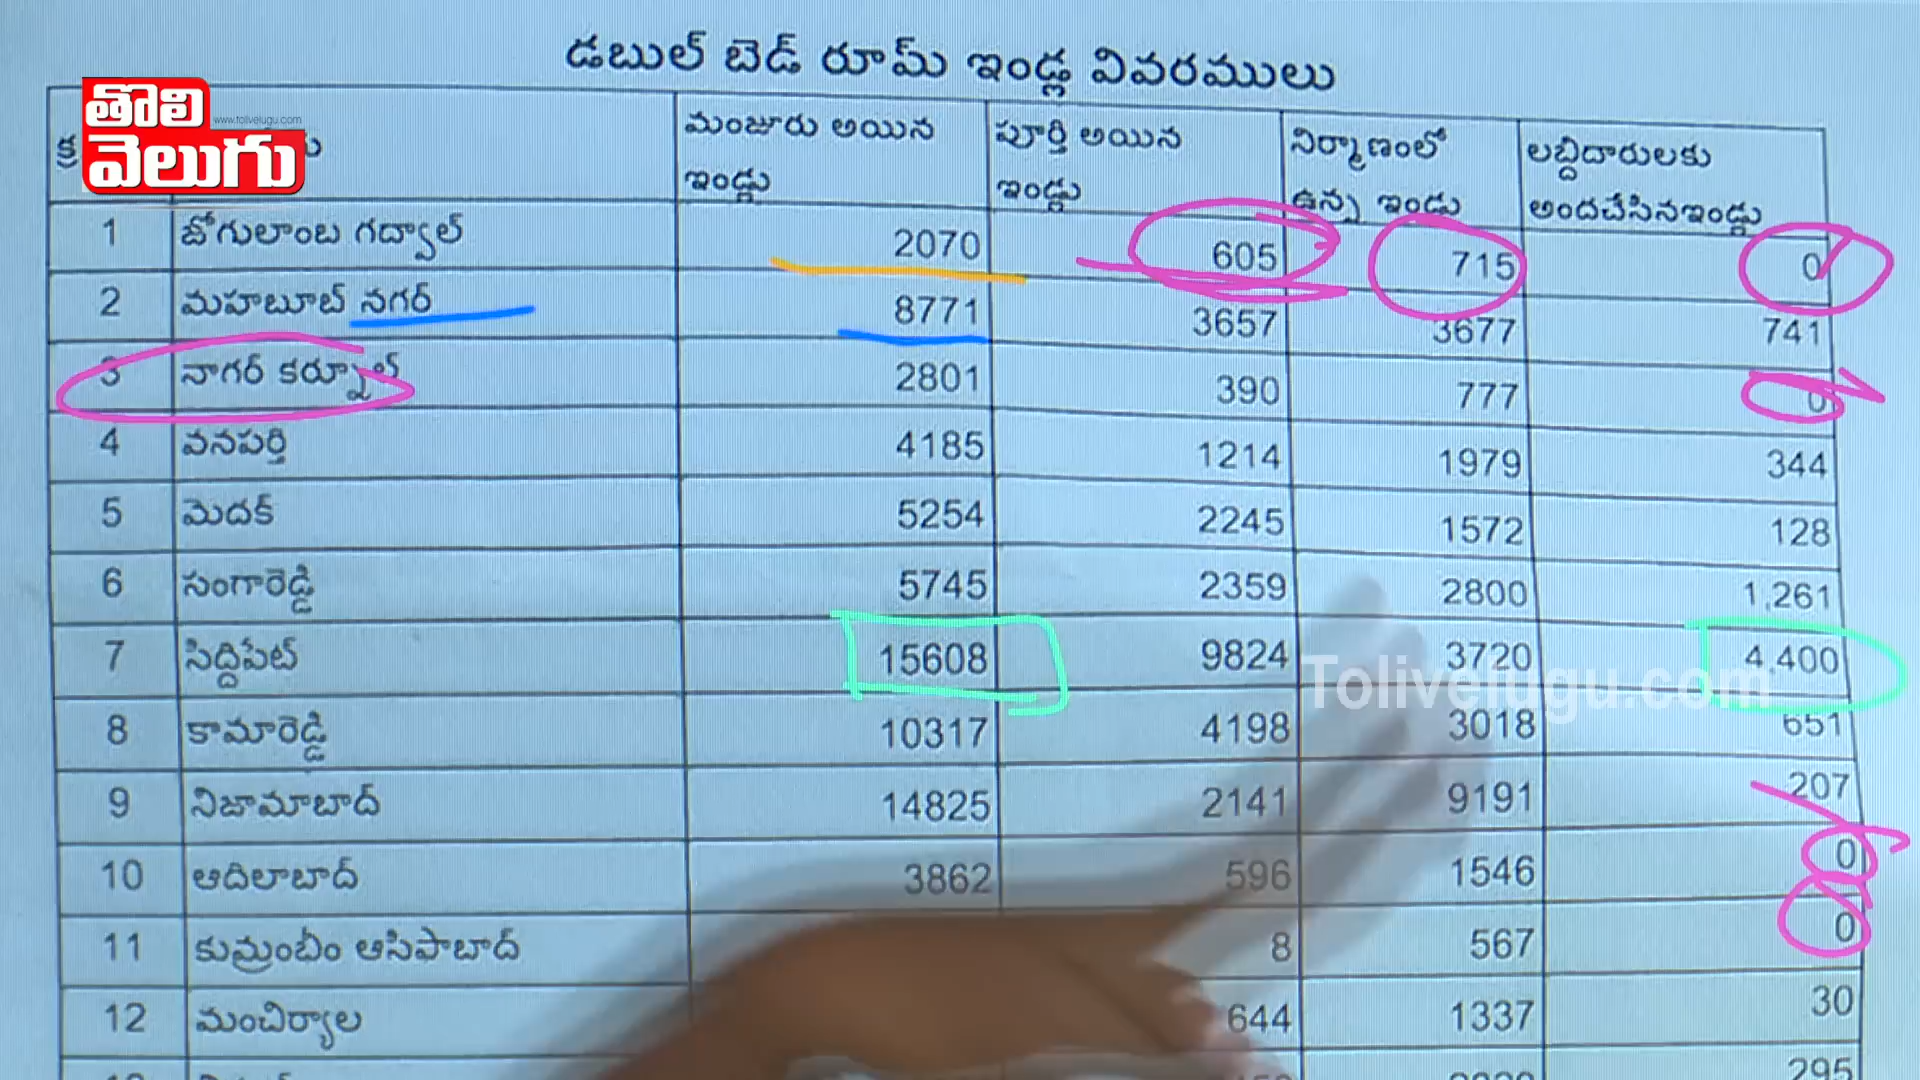 డబుల్ బెడ్ రూమ్ ఇండ్ల వివరములు
తొలి
వెలుగు
www.tolivelugu.com
క్ర
మంజూరు అయిన ఇండ్లు
పూర్తి అయిన ఇండ్లు
నిర్మాణంలో ఉన్న ఇండ్లు
లబ్దిదారులకు అందచేసినఇండ్లు
1 జోగులాంబ గద్వాల్ 2070 605 715 0
2 మహబూబ్ నగర్ 8771 3657 3677 741
3 నాగర్ కర్నూల్ 2801 390 777 0
4 వనపర్తి 4185 1214 1979 344
5 మెదక్ 5254 2245 1572 128
6 సంగారెడ్డి 5745 2359 2800 1,261
7 సిద్దిపేట్ 15608 9824 3720 4,400
Tolivelugu.com
8 కామారెడ్డి 10317 4198 3018 651
9 నిజామాబాద్ 14825 2141 9191 207
10 ఆదిలాబాద్ 3862 596 1546 0
11 కుమ్రంబీం ఆసిఫాబాద్ 8 567 0
12 మంచిర్యాల 644 1337 30
295